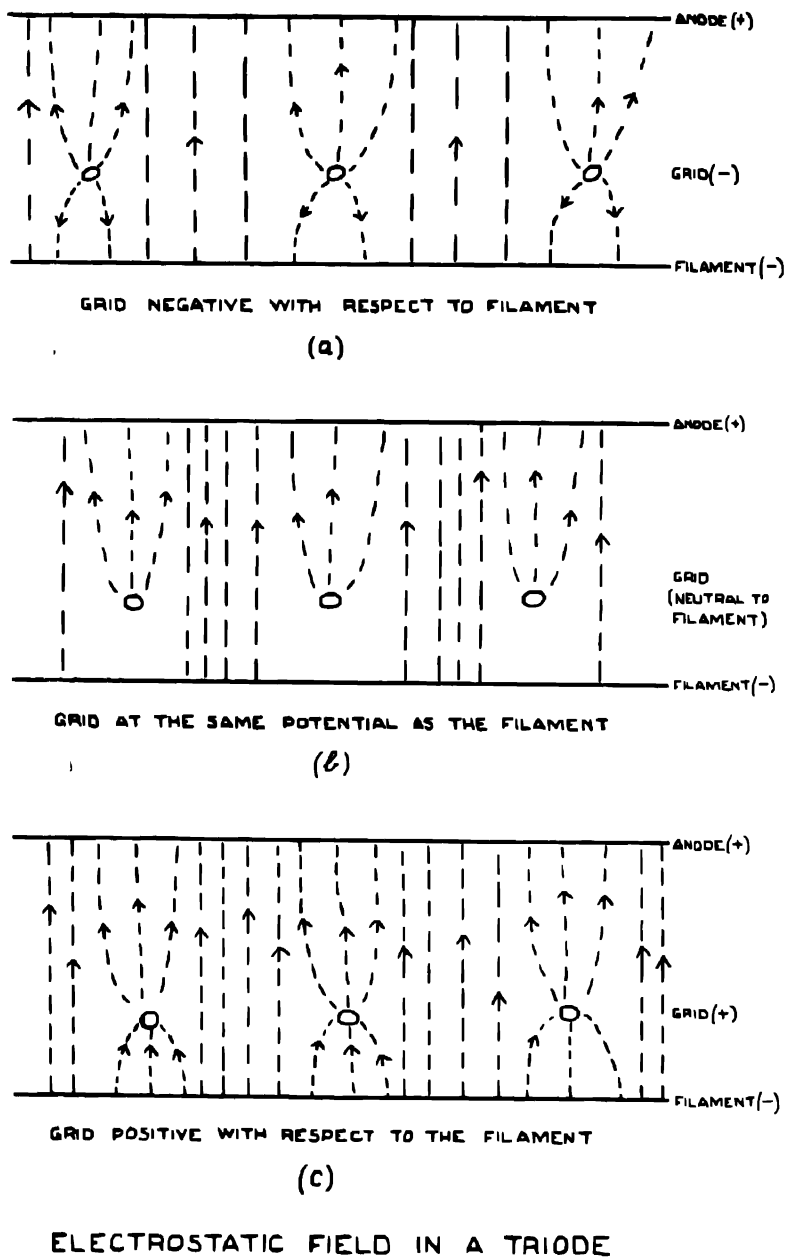 ANODE(+)
GRID(-)
FILAMENT(-)
GRID NEGATIVE WITH RESPECT TO FILAMENT
(a)
ANODE(+)
GRID
(NEUTRAL TO
FILAMENT)
FILAMENT(-)
GRID AT THE SAME POTENTIAL AS THE FILAMENT
(b)
ANODE(+)
GRID(+)
FILAMENT(-)
GRID POSITIVE WITH RESPECT TO THE FILAMENT
(c)
ELECTROSTATIC FIELD IN A TRIODE